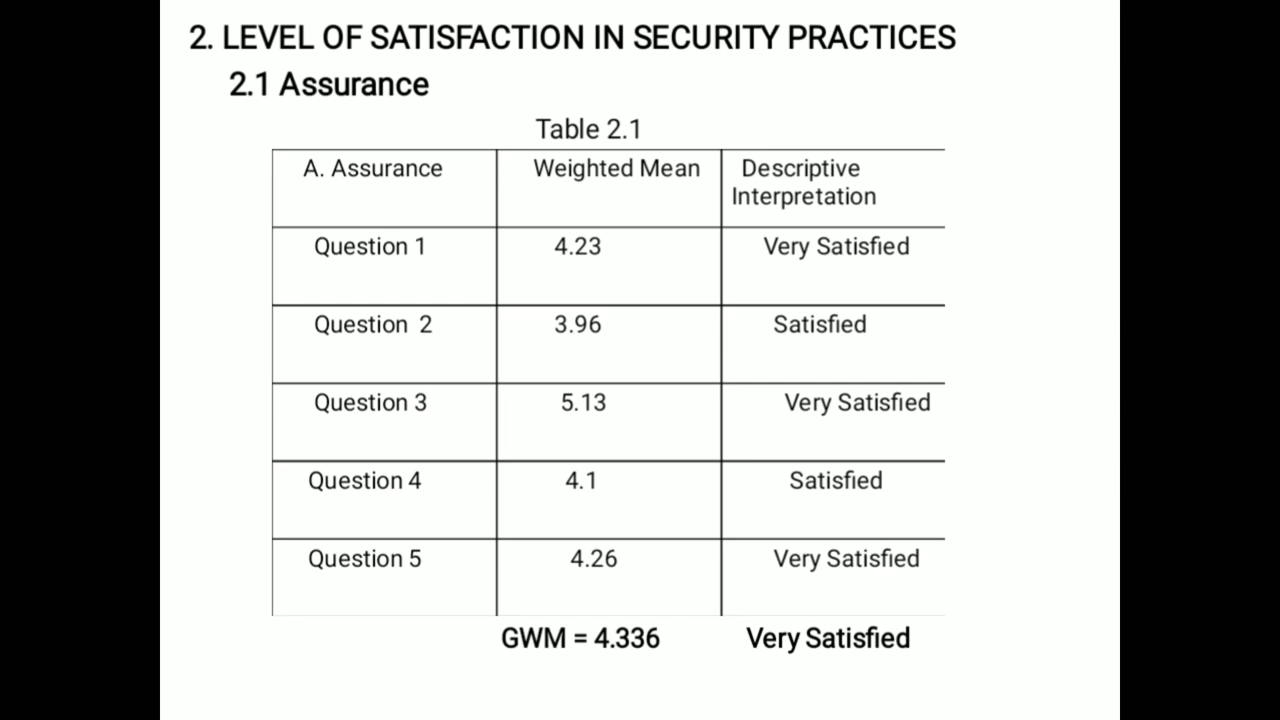 2. LEVEL OF SATISFACTION IN SECURITY PRACTICES
2.1 Assurance
Table 2.1
A. Assurance Weighted Mean Descriptive
Interpretation
Question 1 4.23 Very Satisfied
Question 2 3.96 Satisfied
Question 3 5.13 Very Satisfied
Question 4 4.1 Satisfied
Question 5 4.26 Very Satisfied
GWM = 4.336 Very Satisfied